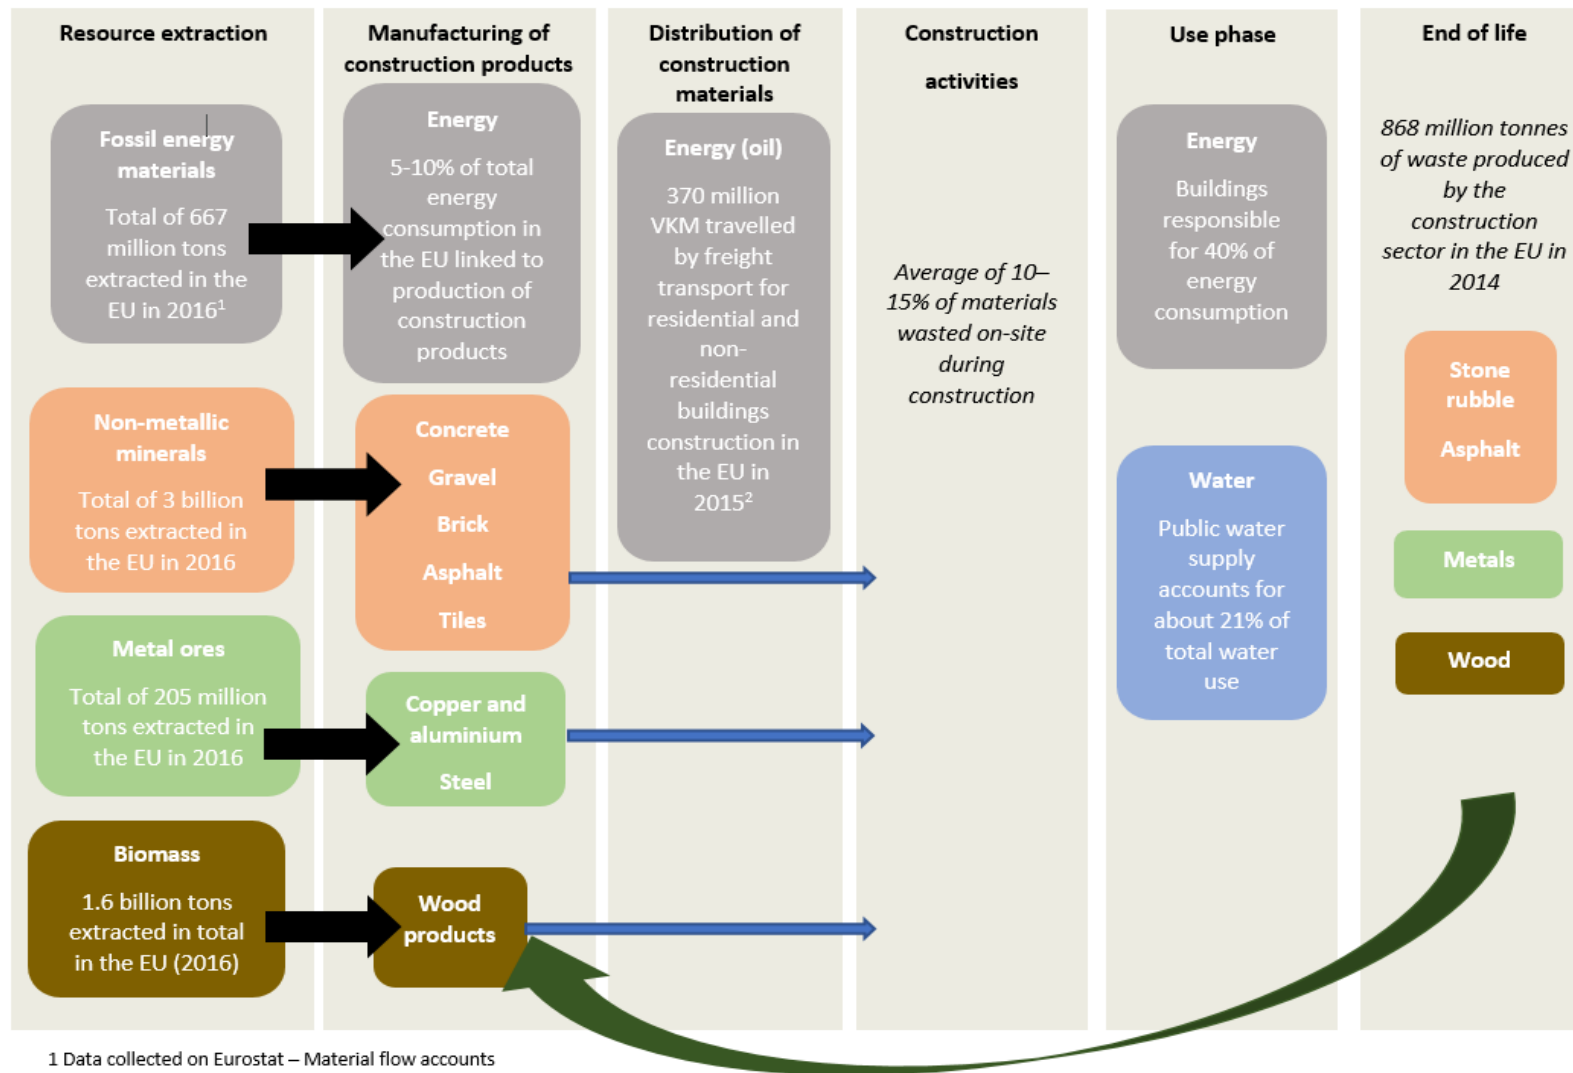 Resource extraction
Fossil energy
materials
Total of 667
million tons
extracted in the
EU in 2016¹
Non-metallic
minerals
Total of 3 billion
tons extracted in
the EU in 2016
Metal ores
Total of 205 million
tons extracted in
the EU in 2016
Biomass
1.6 billion tons
extracted in total
in the EU (2016)
Manufacturing of
construction products
Energy
5-10% of total
energy
consumption in
the EU linked to
production of
construction
products
Concrete
Gravel
Brick
Asphalt
Tiles
Copper and
aluminium
Steel
Wood
products
Distribution of
construction
materials
Energy (oil)
370 million
VKM travelled
by freight
transport for
residential and
non-
residential
buildings
construction in
the EU in
2015²
Construction
activities
Average of 10–
15% of materials
wasted on-site
during
construction
Use phase
Energy
Buildings
responsible
for 40% of
energy
consumption
Water
Public water
supply
accounts for
about 21% of
total water
use
End of life
868 million tonnes
of waste produced
by the
construction
sector in the EU in
2014
Stone
rubble
Asphalt
Metals
Wood
1 Data collected on Eurostat – Material flow accounts